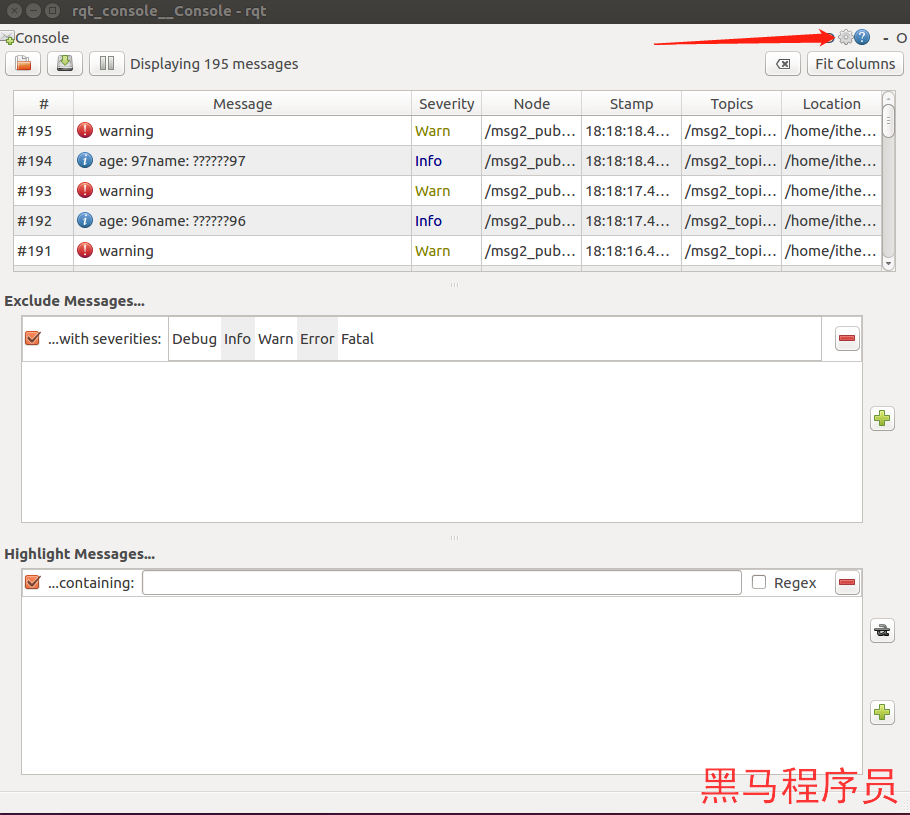 rqt_console__Console - rqt
Console
D
?
- O
Displaying 195 messages
Fit Columns
# Message Severity Node Stamp Topics Location
#195 warning Warn /msg2_pub... 18:18:18.4... /msg2_topi... /home/ithe...
#194 age: 97name: ??????97 Info /msg2_pub... 18:18:18.4... /msg2_topi... /home/ithe...
#193 warning Warn /msg2_pub... 18:18:17.4... /msg2_topi... /home/ithe...
#192 age: 96name: ??????96 Info /msg2_pub... 18:18:17.4... /msg2_topi... /home/ithe...
#191 warning Warn /msg2_pub... 18:18:16.4... /msg2_topi... /home/ithe...
Exclude Messages...
...with severities: Debug Info Warn Error Fatal
Highlight Messages...
...containing: Regex
黑马程序员